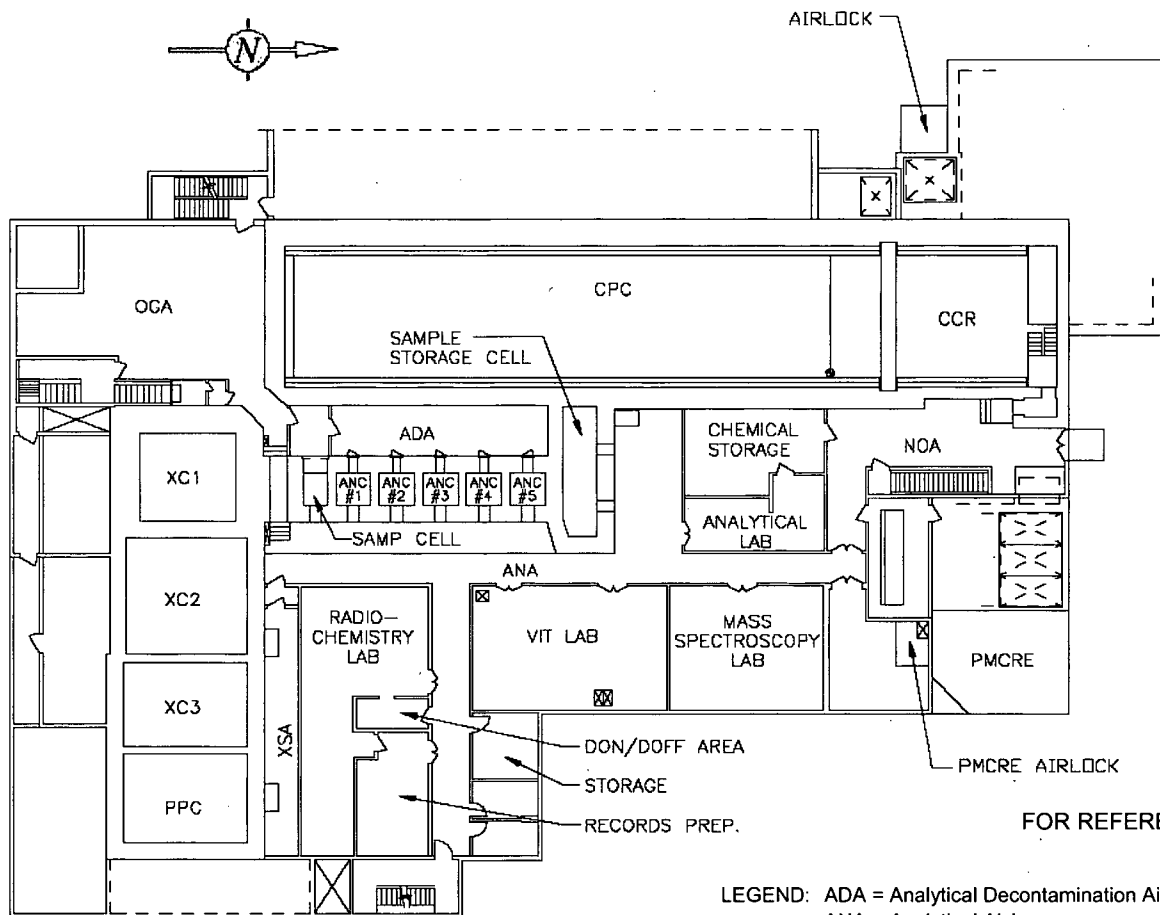 AIRLOCK
N
OGA
CPC
CCR
SAMPLE
STORAGE CELL
ADA
CHEMICAL
STORAGE
NOA
XC1
ANC
#1
ANC
#2
ANC
#3
ANC
#4
ANC
#5
SAMP CELL
ANALYTICAL
LAB
ANA
XC2
RADIO-
CHEMISTRY
LAB
VIT LAB
MASS
SPECTROSCOPY
LAB
PMCRE
XC3
XSA
DON/DOFF AREA
PMCRE AIRLOCK
STORAGE
PPC
RECORDS PREP.
FOR REFERE
LEGEND: ADA = Analytical Decontamination Ai